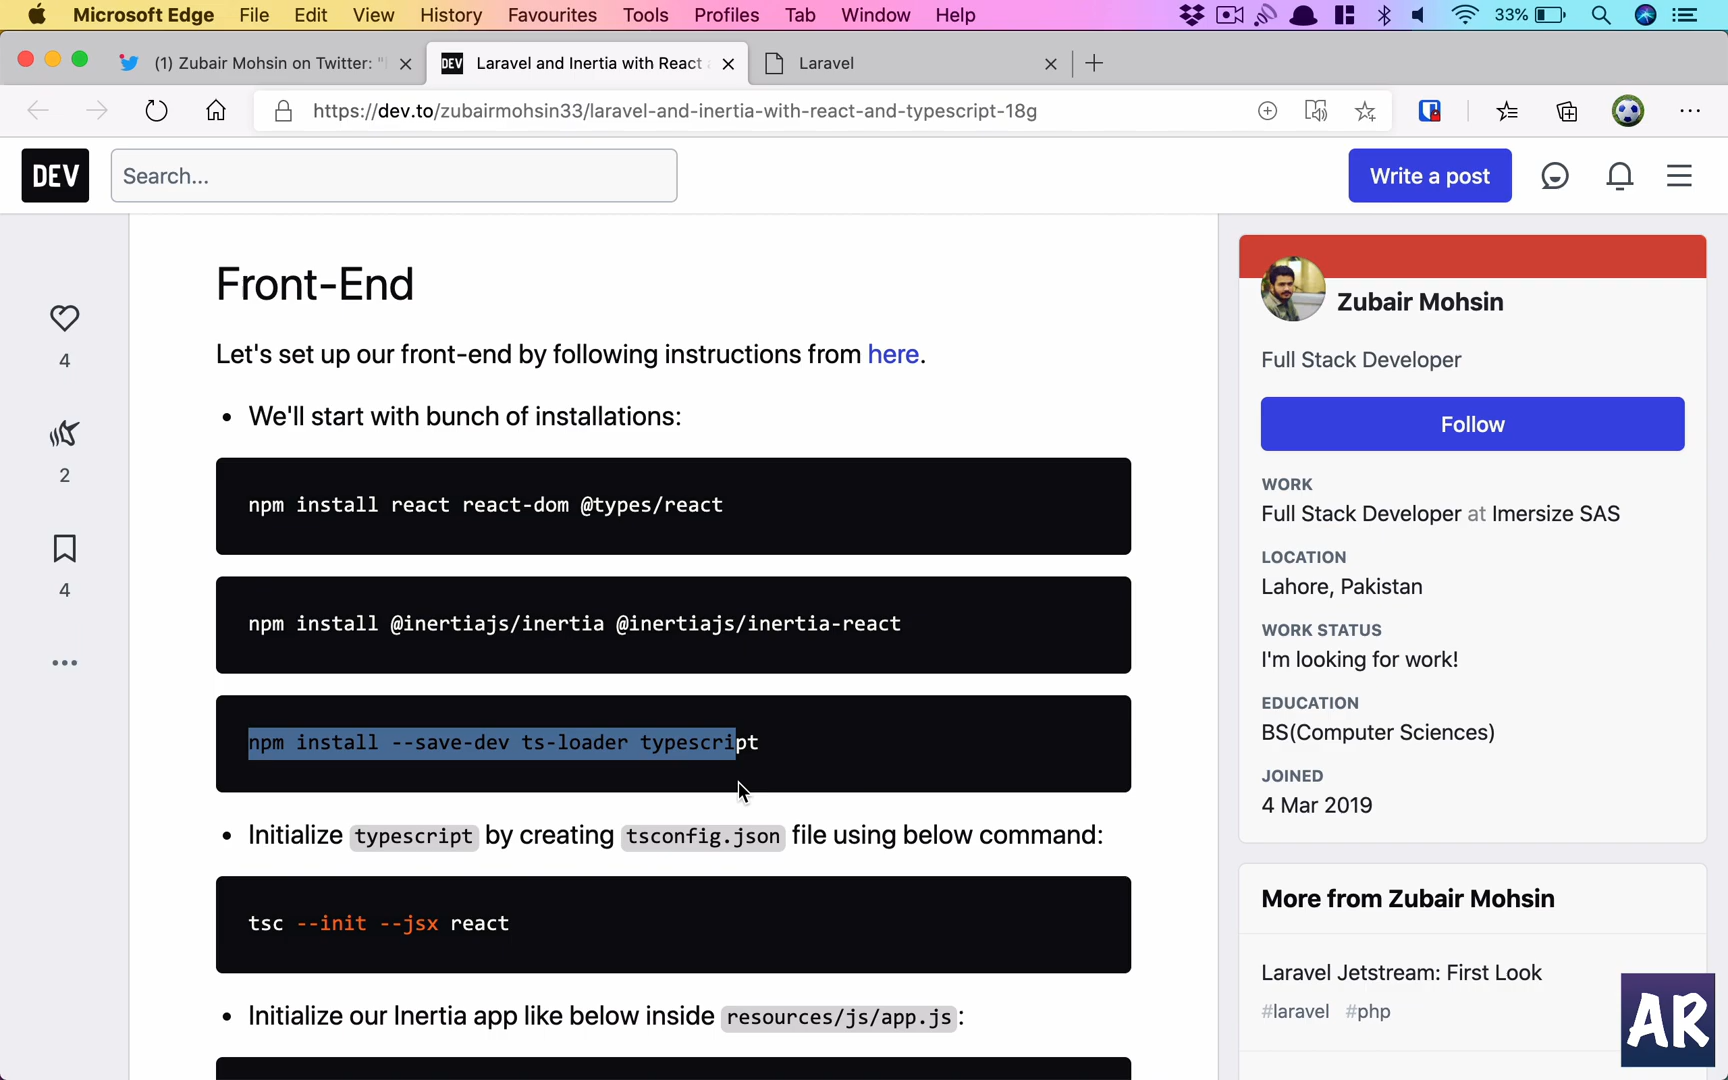 Microsoft Edge File Edit View History Favourites Tools Profiles Tab Window Help 33%
(1) Zubair Mohsin on Twitter: "
DEV Laravel and Inertia with React
Laravel
https://dev.to/zubairmohsin33/laravel-and-inertia-with-react-and-typescript-18g
DEV
Search...
Write a post
Front-End
Let's set up our front-end by following instructions from here.
• We'll start with bunch of installations:
npm install react react-dom @types/react
npm install @inertiajs/inertia @inertiajs/inertia-react
npm install --save-dev ts-loader typescript
• Initialize typescript by creating tsconfig.json file using below command:
tsc --init --jsx react
• Initialize our Inertia app like below inside resources/js/app.js:
4
2
4
Zubair Mohsin
Full Stack Developer
Follow
WORK
Full Stack Developer at Imersize SAS
LOCATION
Lahore, Pakistan
WORK STATUS
I'm looking for work!
EDUCATION
BS(Computer Sciences)
JOINED
4 Mar 2019
More from Zubair Mohsin
Laravel Jetstream: First Look
#laravel #php
AR